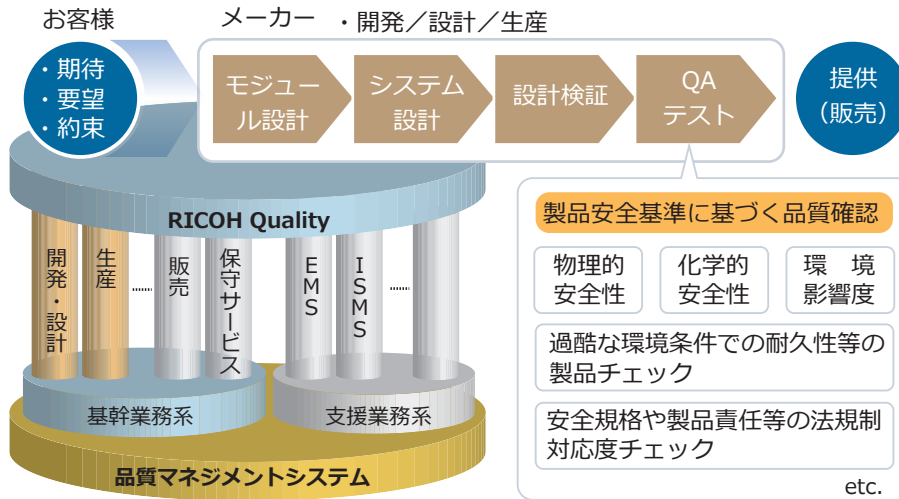 お客様
・期待
・要望
・約束
メーカー ・開発／設計／生産
モジュー
ル設計
システム
設計
設計検証
QA
テスト
提供
（販売）
RICOH Quality
開発・設計
生産
......
販売
保守サービス
EMS
ISMS
......
基幹業務系
支援業務系
品質マネジメントシステム
製品安全基準に基づく品質確認
物理的
安全性
化学的
安全性
環　境
影響度
過酷な環境条件での耐久性等の
製品チェック
安全規格や製品責任等の法規制
対応度チェック
etc.